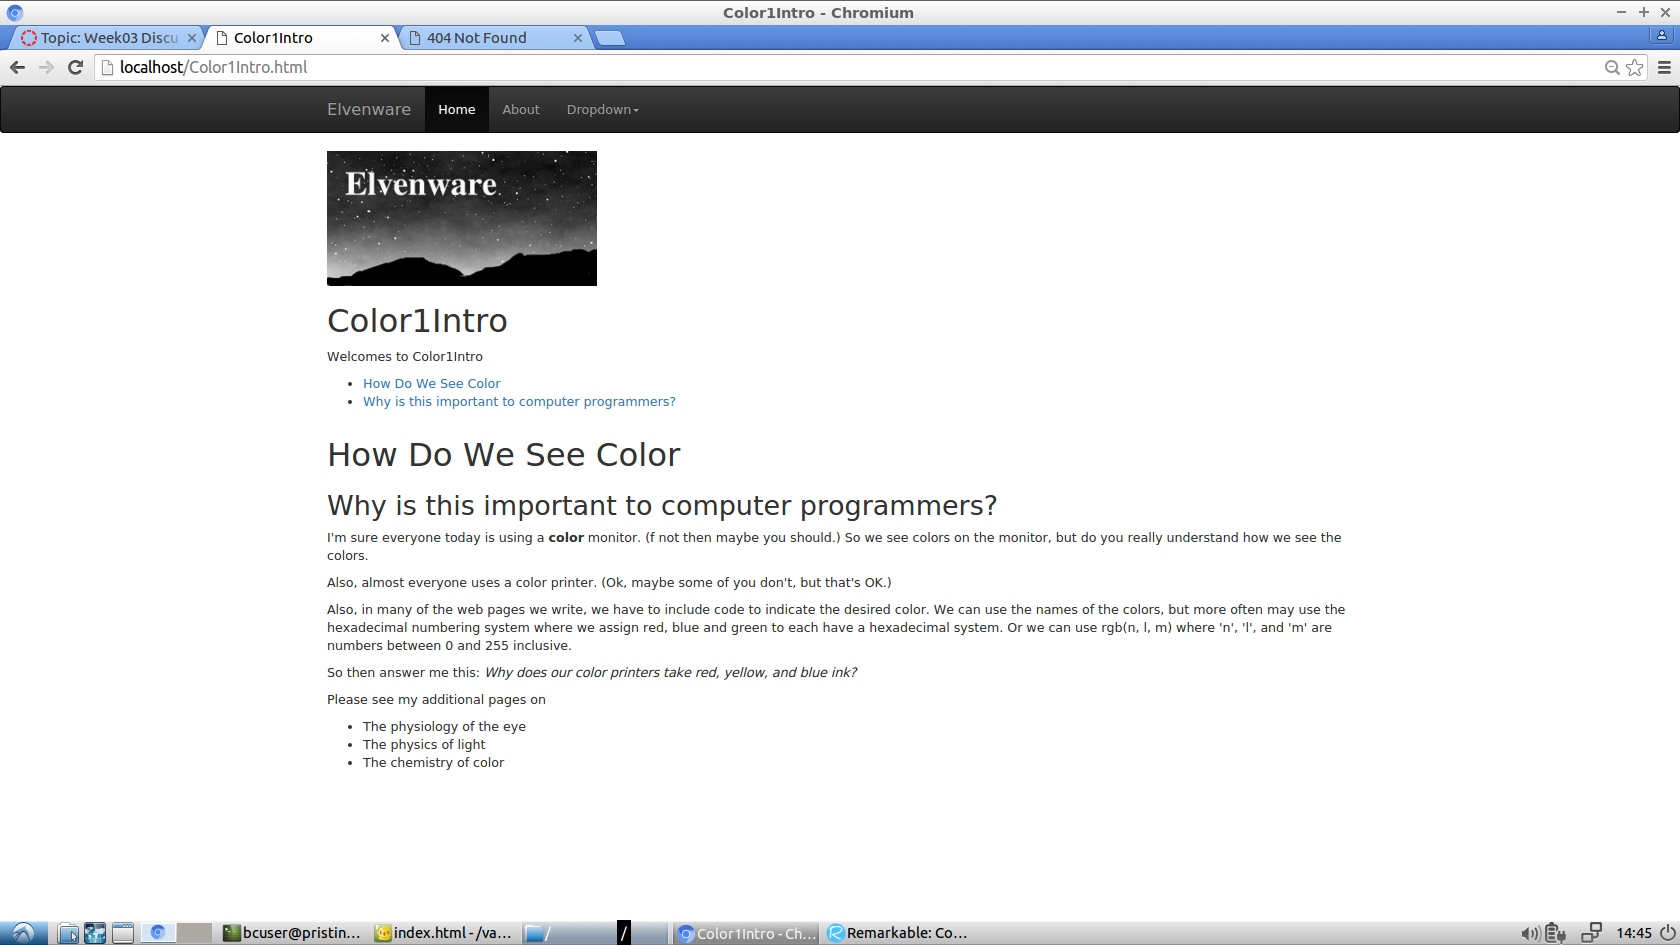 Color1Intro - Chromium
Topic: Week03 Discu
Color1Intro
404 Not Found
localhost/Color1Intro.html
Elvenware Home About Dropdown
Elvenware
Color1Intro
Welcomes to Color1Intro
• How Do We See Color
• Why is this important to computer programmers?
How Do We See Color
Why is this important to computer programmers?
I'm sure everyone today is using a color monitor. (f not then maybe you should.) So we see colors on the monitor, but do you really understand how we see the
colors.
Also, almost everyone uses a color printer. (Ok, maybe some of you don't, but that's OK.)
Also, in many of the web pages we write, we have to include code to indicate the desired color. We can use the names of the colors, but more often may use the
hexadecimal numbering system where we assign red, blue and green to each have a hexadecimal system. Or we can use rgb(n, l, m) where 'n', 'l', and 'm' are
numbers between 0 and 255 inclusive.
So then answer me this: Why does our color printers take red, yellow, and blue ink?
Please see my additional pages on
• The physiology of the eye
• The physics of light
• The chemistry of color
bcuser@pristin... index.html - /va... / / Color1Intro - Ch... Remarkable: Co... 14:45